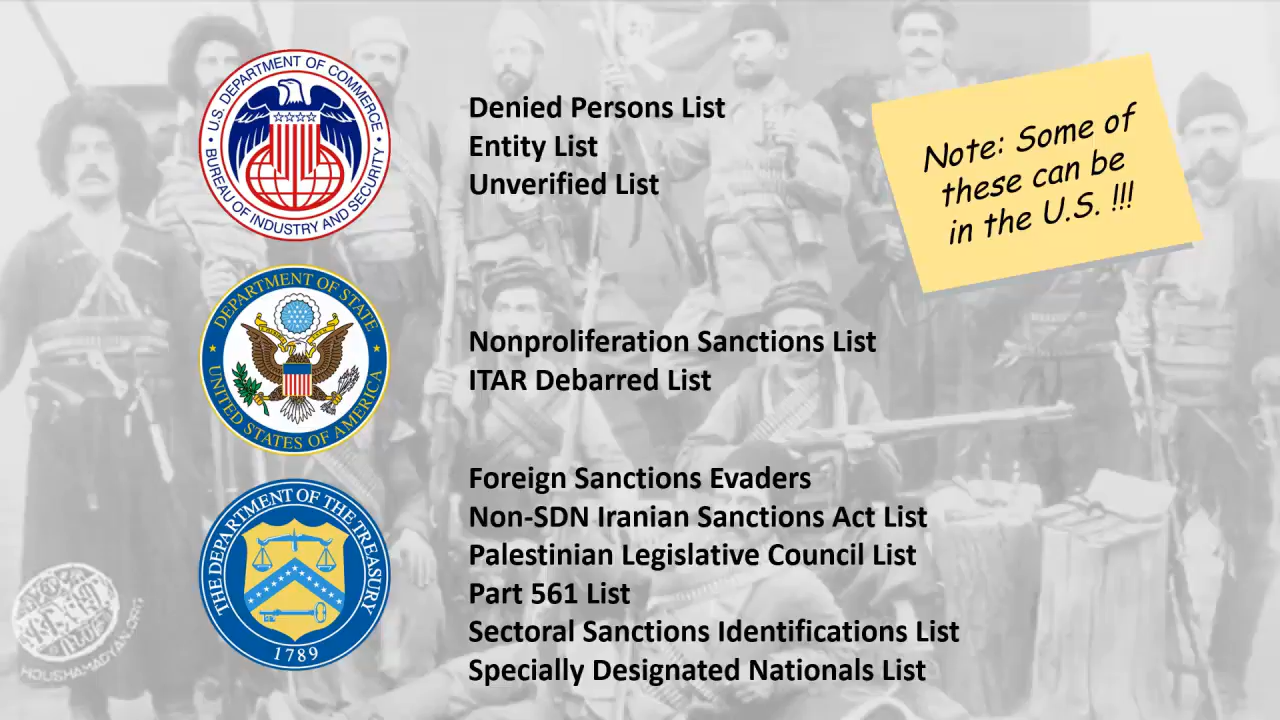 U.S. DEPARTMENT OF COMMERCE
BUREAU OF INDUSTRY AND SECURITY
Denied Persons List
Entity List
Unverified List
Note: Some of
these can be
in the U.S. !!!
DEPARTMENT OF STATE
UNITED STATES OF AMERICA
Nonproliferation Sanctions List
ITAR Debarred List
THE DEPARTMENT OF THE TREASURY
1789
Foreign Sanctions Evaders
Non-SDN Iranian Sanctions Act List
Palestinian Legislative Council List
Part 561 List
Sectoral Sanctions Identifications List
Specially Designated Nationals List
HOUSHAMADYAN.ORG